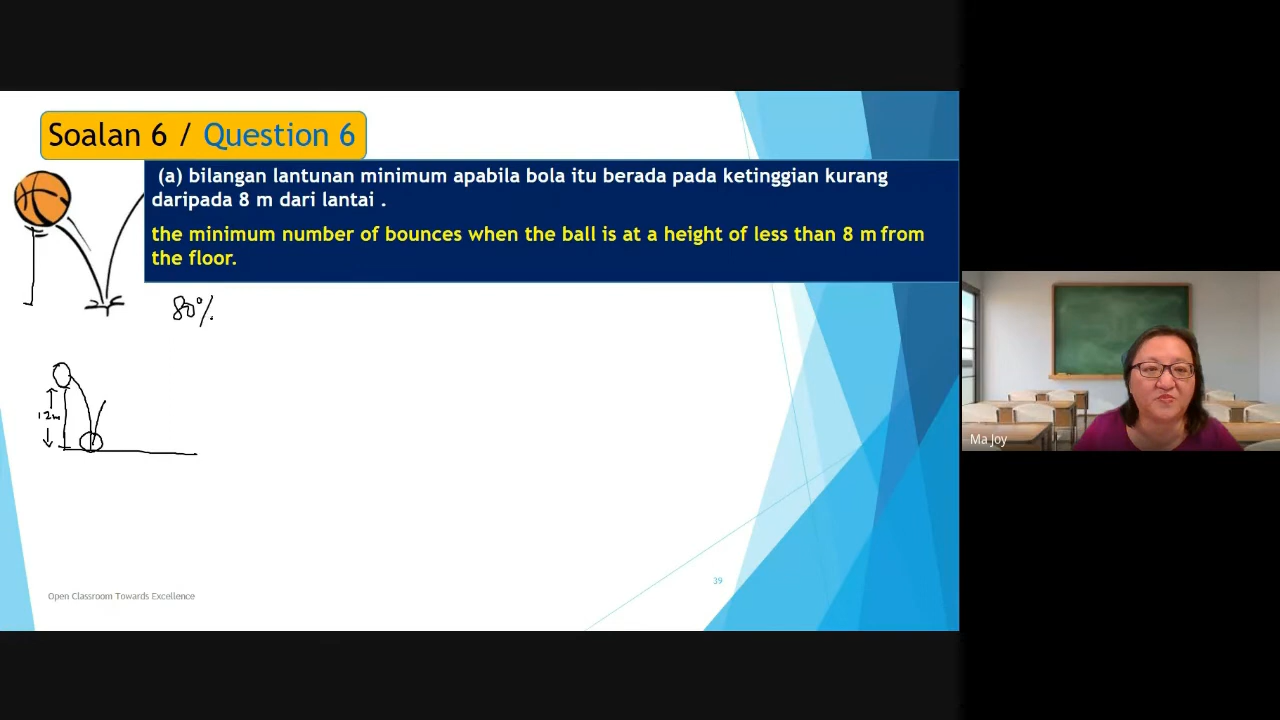 Soalan 6 / Question 6
(a) bilangan lantunan minimum apabila bola itu berada pada ketinggian kurang
daripada 8 m dari lantai .
the minimum number of bounces when the ball is at a height of less than 8 m from
the floor.
80%
12m
Ma Joy
39
Open Classroom Towards Excellence